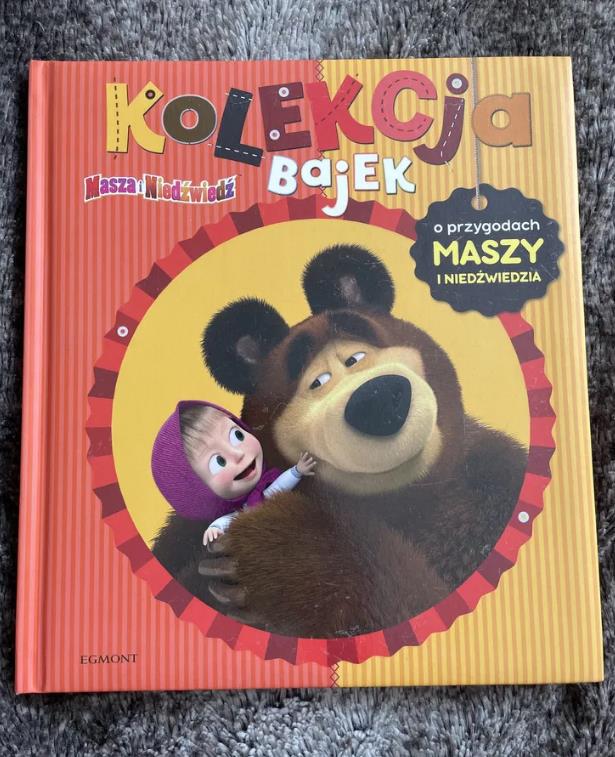 KOLEKCja
BajEK
Masza i Niedźwiedź
o przygodach
MASZY
I NIEDŹWIEDZIA
EGMONT